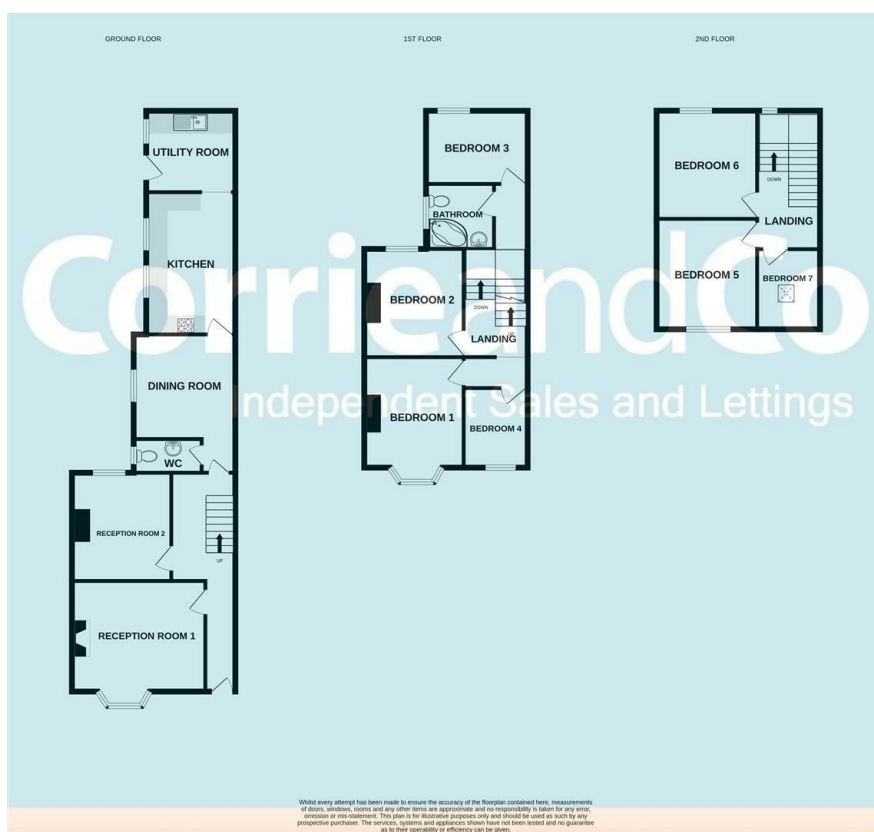 GROUND FLOOR
1ST FLOOR
2ND FLOOR
UTILITY ROOM
KITCHEN
DINING ROOM
WC
RECEPTION ROOM 2
UP
RECEPTION ROOM 1
BEDROOM 3
BATHROOM
BEDROOM 2
DOWN
UP
LANDING
BEDROOM 1
BEDROOM 4
BEDROOM 6
DOWN
LANDING
BEDROOM 5
BEDROOM 7
CorrieandCo
Independent Sales and Lettings
Whilst every attempt has been made to ensure the accuracy of the floorplan contained here, measurements
of doors, windows, rooms and any other items are approximate and no responsibility is taken for any error,
omission or mis-statement. This plan is for illustrative purposes only and should be used as such by any
prospective purchaser. The services, systems and appliances shown have not been tested and no guarantee
as to their operability or efficiency can be given.